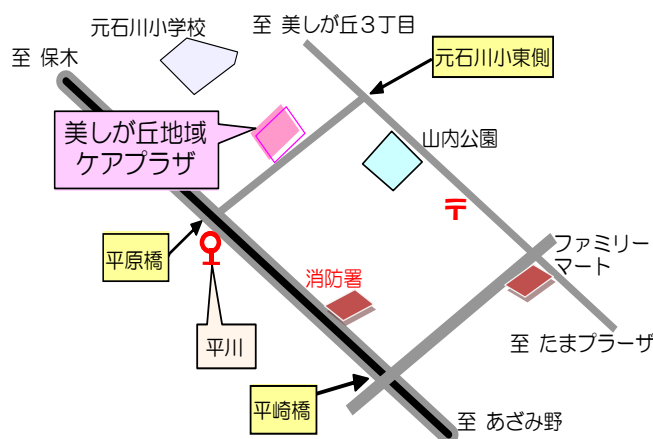 元石川小学校
至 美しが丘3丁目
至 保木
元石川小東側
美しが丘地域
ケアプラザ
山内公園
〒
平原橋
ファミリー
マート
消防署
平川
至 たまプラーザ
平崎橋
至 あざみ野